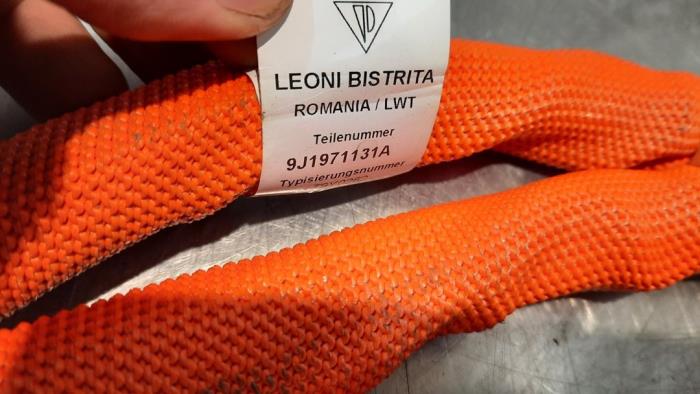 LEONI BISTRITA
ROMANIA / LWT
Teilenummer
9J1971131A
Typisierungsnummer